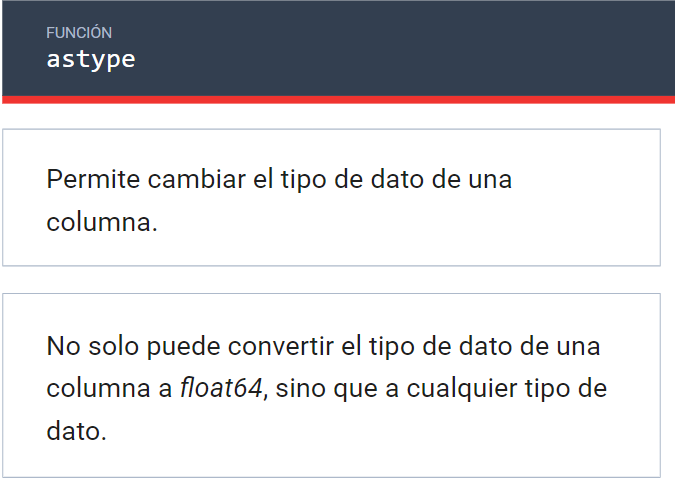 FUNCIÓN
astype
Permite cambiar el tipo de dato de una
columna.
No solo puede convertir el tipo de dato de una
columna a float64, sino que a cualquier tipo de
dato.